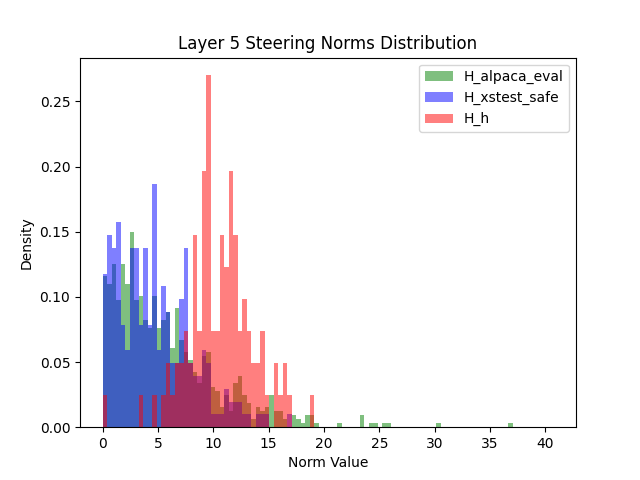 Layer 5 Steering Norms Distribution
H_alpaca_eval
H_xstest_safe
H_h
Density
0.25
0.20
0.15
0.10
0.05
0.00
0 5 10 15 20 25 30 35 40
Norm Value